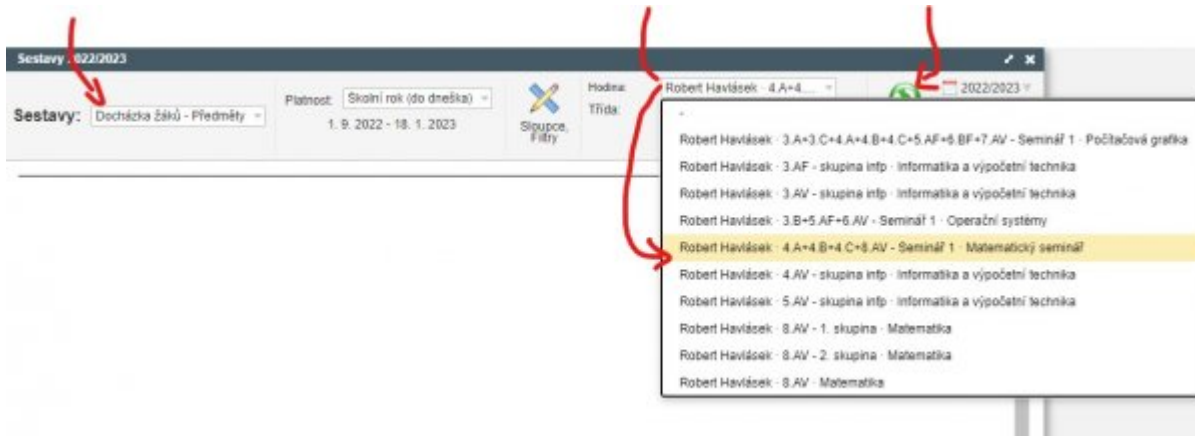 Sestavy 2022/2023
Sestavy: Docházka žáků - Předměty
Platnost: Školní rok (do dneška)
1. 9. 2022 - 18. 1. 2023
Sloupce,
Filtry
Hodina: Robert Havlásek · 4.A+4....
Třída:
2022/2023
-
Robert Havlásek · 3.A+3.C+4.A+4.B+4.C+5.AF+6.BF+7.AV - Seminář 1 · Počítačová grafika
Robert Havlásek · 3.AF - skupina infp · Informatika a výpočetní technika
Robert Havlásek · 3.AV - skupina infp · Informatika a výpočetní technika
Robert Havlásek · 3.B+5.AF+6.AV - Seminář 1 · Operační systémy
Robert Havlásek · 4.A+4.B+4.C+8.AV - Seminář 1 · Matematický seminář
Robert Havlásek · 4.AV - skupina infp · Informatika a výpočetní technika
Robert Havlásek · 5.AV - skupina infp · Informatika a výpočetní technika
Robert Havlásek · 8.AV - 1. skupina · Matematika
Robert Havlásek · 8.AV - 2. skupina · Matematika
Robert Havlásek · 8.AV · Matematika